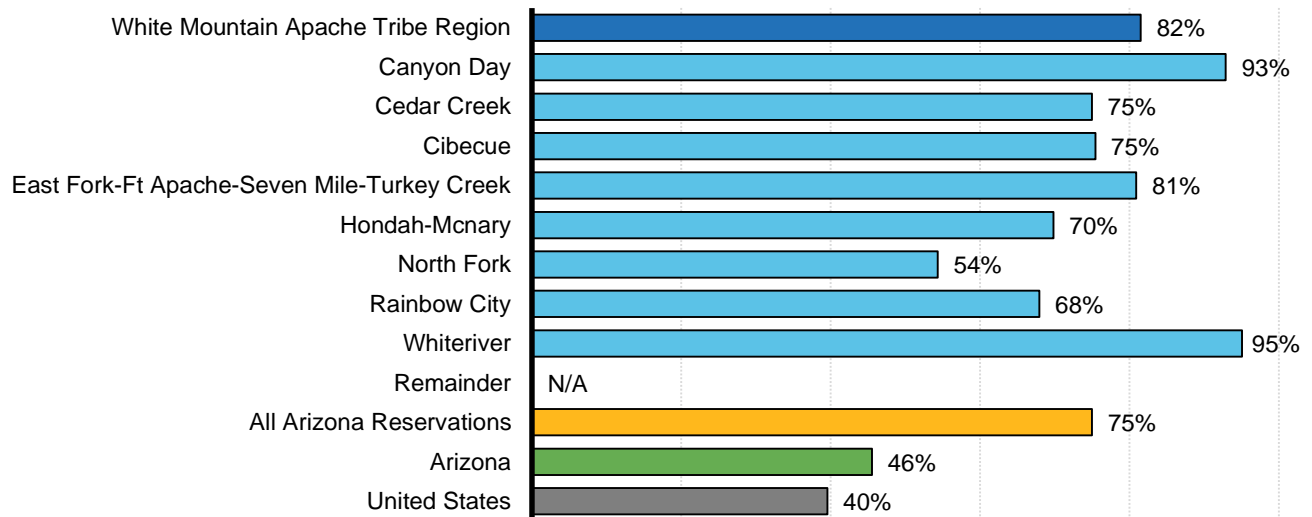 White Mountain Apache Tribe Region 82%
Canyon Day 93%
Cedar Creek 75%
Cibecue 75%
East Fork-Ft Apache-Seven Mile-Turkey Creek 81%
Hondah-Mcnary 70%
North Fork 54%
Rainbow City 68%
Whiteriver 95%
Remainder N/A
All Arizona Reservations 75%
Arizona 46%
United States 40%